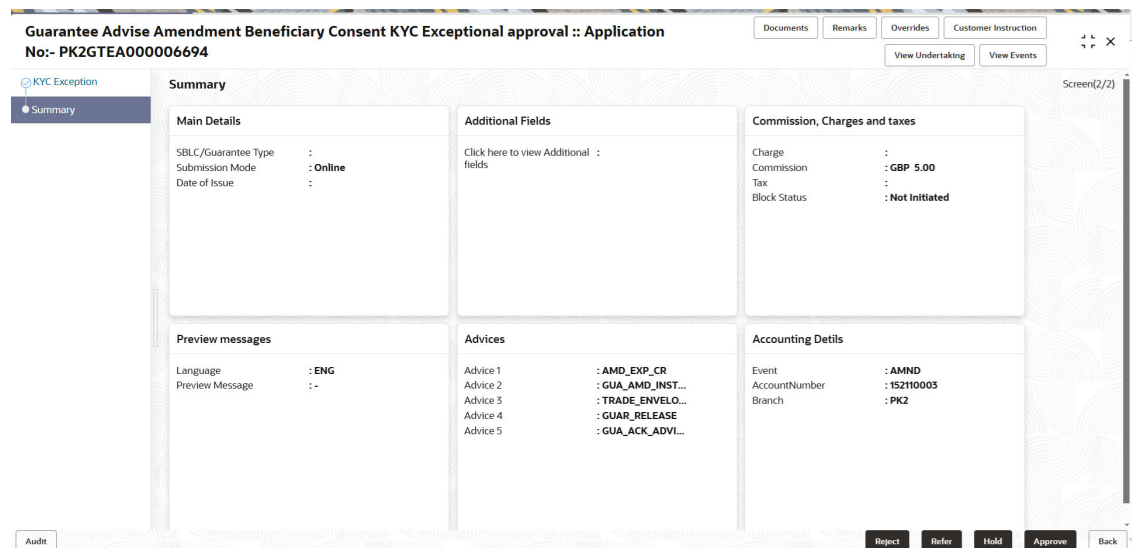 Guarantee Advise Amendment Beneficiary Consent KYC Exceptional approval :: Application
No:- PK2GTEA000006694
Documents
Remarks
Overrides
Customer Instruction
View Undertaking
View Events
KYC Exception
Summary
Summary
Screen(2/2)
Main Details
SBLC/Guarantee Type :
Submission Mode : Online
Date of Issue :
Additional Fields
Click here to view Additional :
fields
Commission, Charges and taxes
Charge :
Commission : GBP 5.00
Tax :
Block Status : Not Initiated
Preview messages
Language : ENG
Preview Message : -
Advices
Advice 1 : AMD_EXP_CR
Advice 2 : GUA_AMD_INST...
Advice 3 : TRADE_ENVELO...
Advice 4 : GUAR_RELEASE
Advice 5 : GUA_ACK_ADVI...
Accounting Detils
Event : AMND
AccountNumber : 152110003
Branch : PK2
Audit
Reject
Refer
Hold
Approve
Back